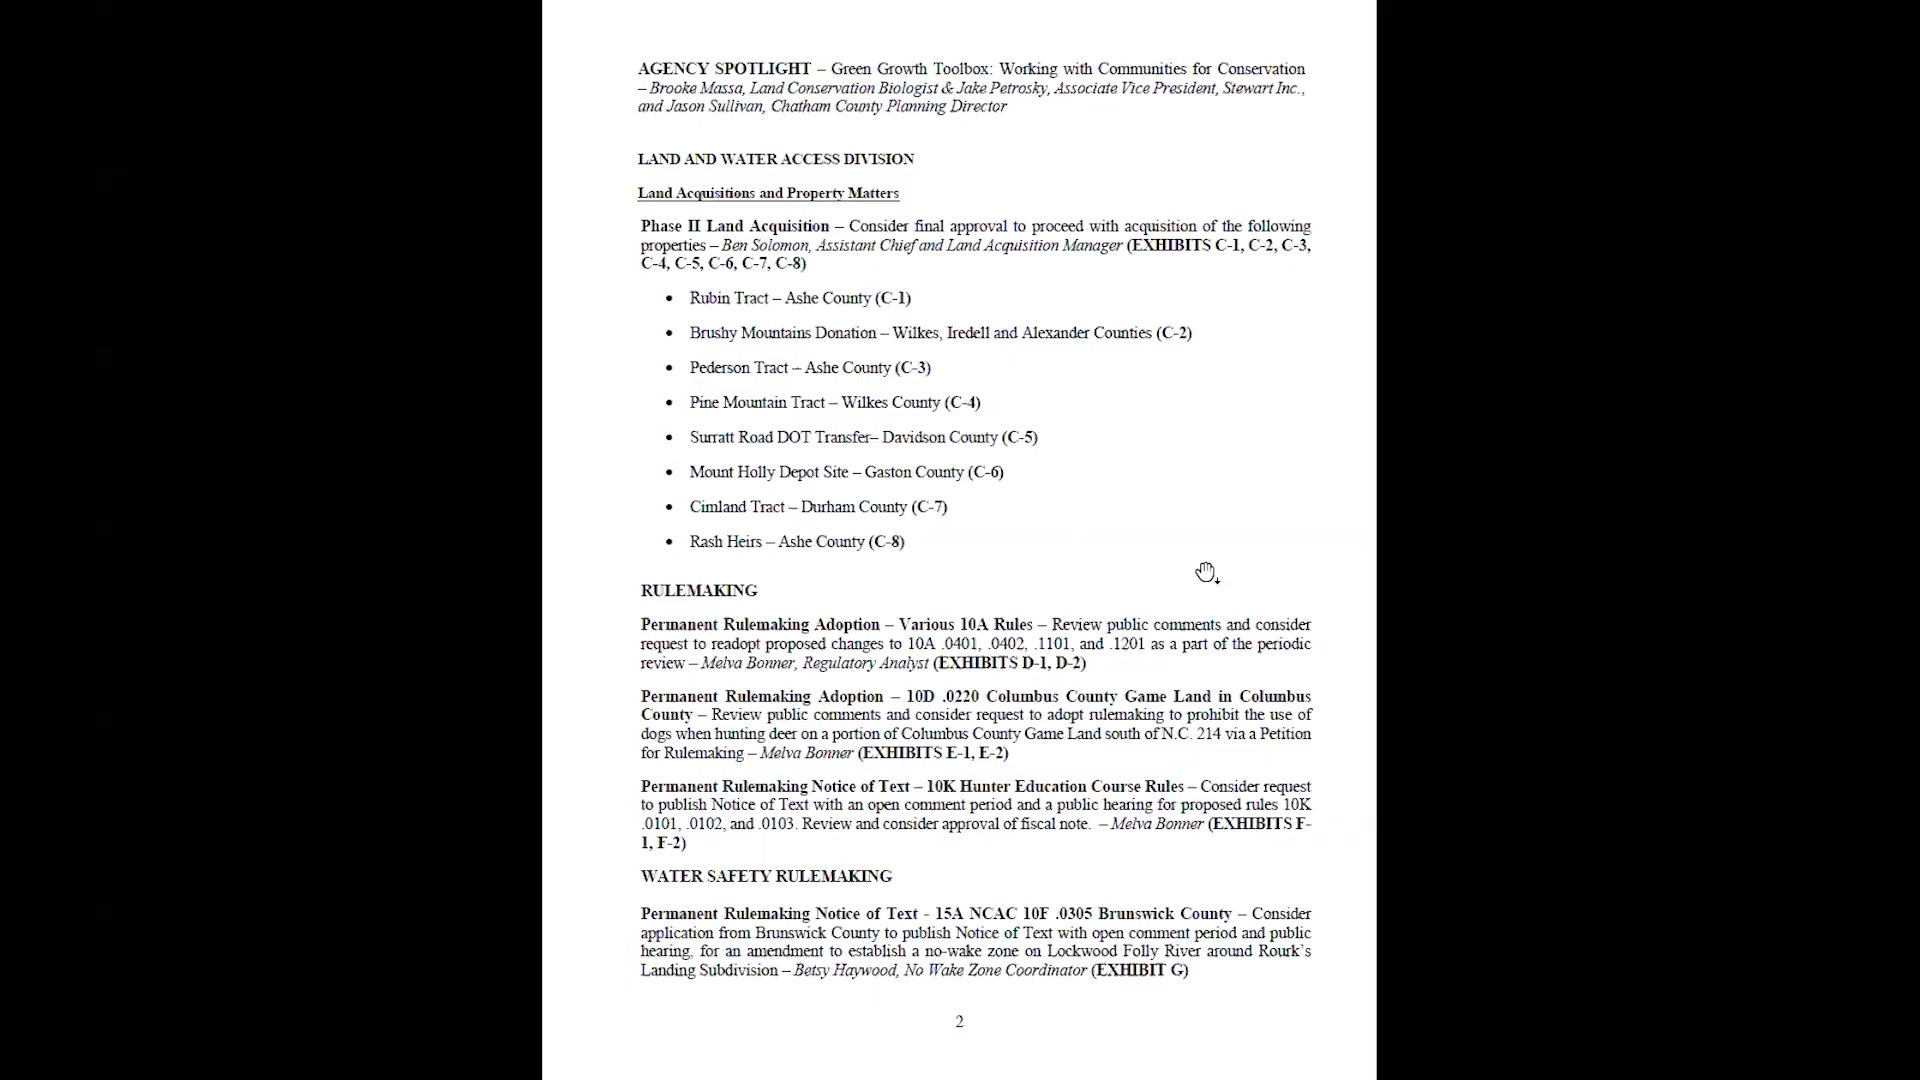 AGENCY SPOTLIGHT – Green Growth Toolbox: Working with Communities for Conservation
– Brooke Massa, Land Conservation Biologist & Jake Petrosky, Associate Vice President, Stewart Inc.,
and Jason Sullivan, Chatham County Planning Director
LAND AND WATER ACCESS DIVISION
Land Acquisitions and Property Matters
Phase II Land Acquisition – Consider final approval to proceed with acquisition of the following
properties – Ben Solomon, Assistant Chief and Land Acquisition Manager (EXHIBITS C-1, C-2, C-3,
C-4, C-5, C-6, C-7, C-8)
• Rubin Tract – Ashe County (C-1)
• Brushy Mountains Donation – Wilkes, Iredell and Alexander Counties (C-2)
• Pederson Tract – Ashe County (C-3)
• Pine Mountain Tract – Wilkes County (C-4)
• Surratt Road DOT Transfer– Davidson County (C-5)
• Mount Holly Depot Site – Gaston County (C-6)
• Cimland Tract – Durham County (C-7)
• Rash Heirs – Ashe County (C-8)
RULEMAKING
Permanent Rulemaking Adoption – Various 10A Rules – Review public comments and consider
request to readopt proposed changes to 10A .0401, .0402, .1101, and .1201 as a part of the periodic
review – Melva Bonner, Regulatory Analyst (EXHIBITS D-1, D-2)
Permanent Rulemaking Adoption – 10D .0220 Columbus County Game Land in Columbus
County – Review public comments and consider request to adopt rulemaking to prohibit the use of
dogs when hunting deer on a portion of Columbus County Game Land south of N.C. 214 via a Petition
for Rulemaking – Melva Bonner (EXHIBITS E-1, E-2)
Permanent Rulemaking Notice of Text – 10K Hunter Education Course Rules – Consider request
to publish Notice of Text with an open comment period and a public hearing for proposed rules 10K
.0101, .0102, and .0103. Review and consider approval of fiscal note. – Melva Bonner (EXHIBITS F-
1, F-2)
WATER SAFETY RULEMAKING
Permanent Rulemaking Notice of Text - 15A NCAC 10F .0305 Brunswick County – Consider
application from Brunswick County to publish Notice of Text with open comment period and public
hearing, for an amendment to establish a no-wake zone on Lockwood Folly River around Rourk's
Landing Subdivision – Betsy Haywood, No Wake Zone Coordinator (EXHIBIT G)
2